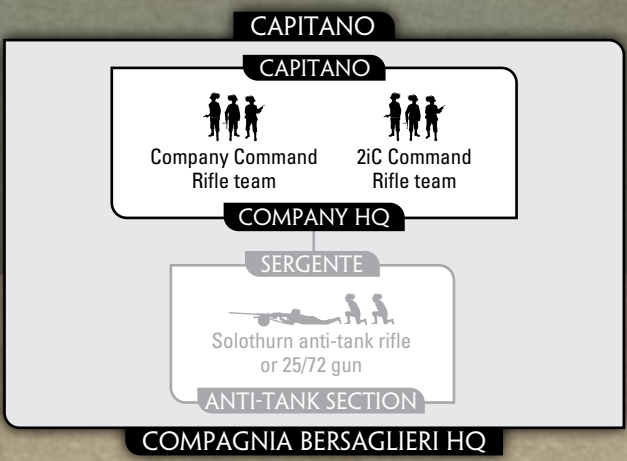 CAPITANO
CAPITANO
Company Command
Rifle team
2iC Command
Rifle team
COMPANY HQ
SERGENTE
Solothurn anti-tank rifle
or 25/72 gun
ANTI-TANK SECTION
COMPAGNIA BERSAGLIERI HQ